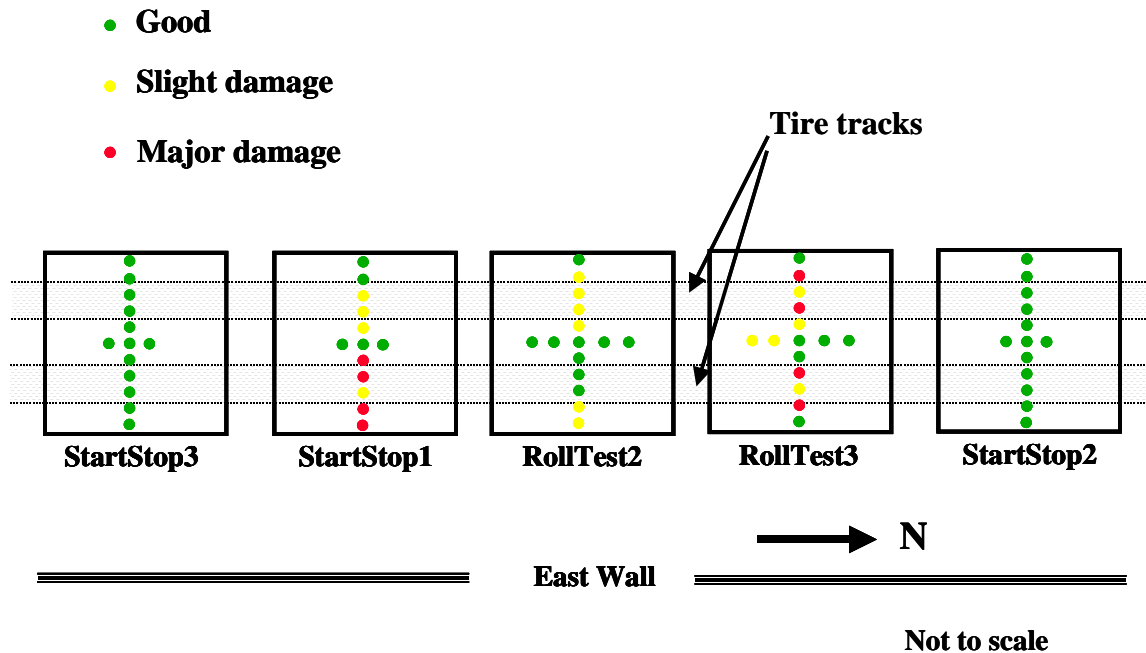 Good
Slight damage
Major damage
Tire tracks
StartStop3
StartStop1
RollTest2
RollTest3
StartStop2
N
East Wall
Not to scale